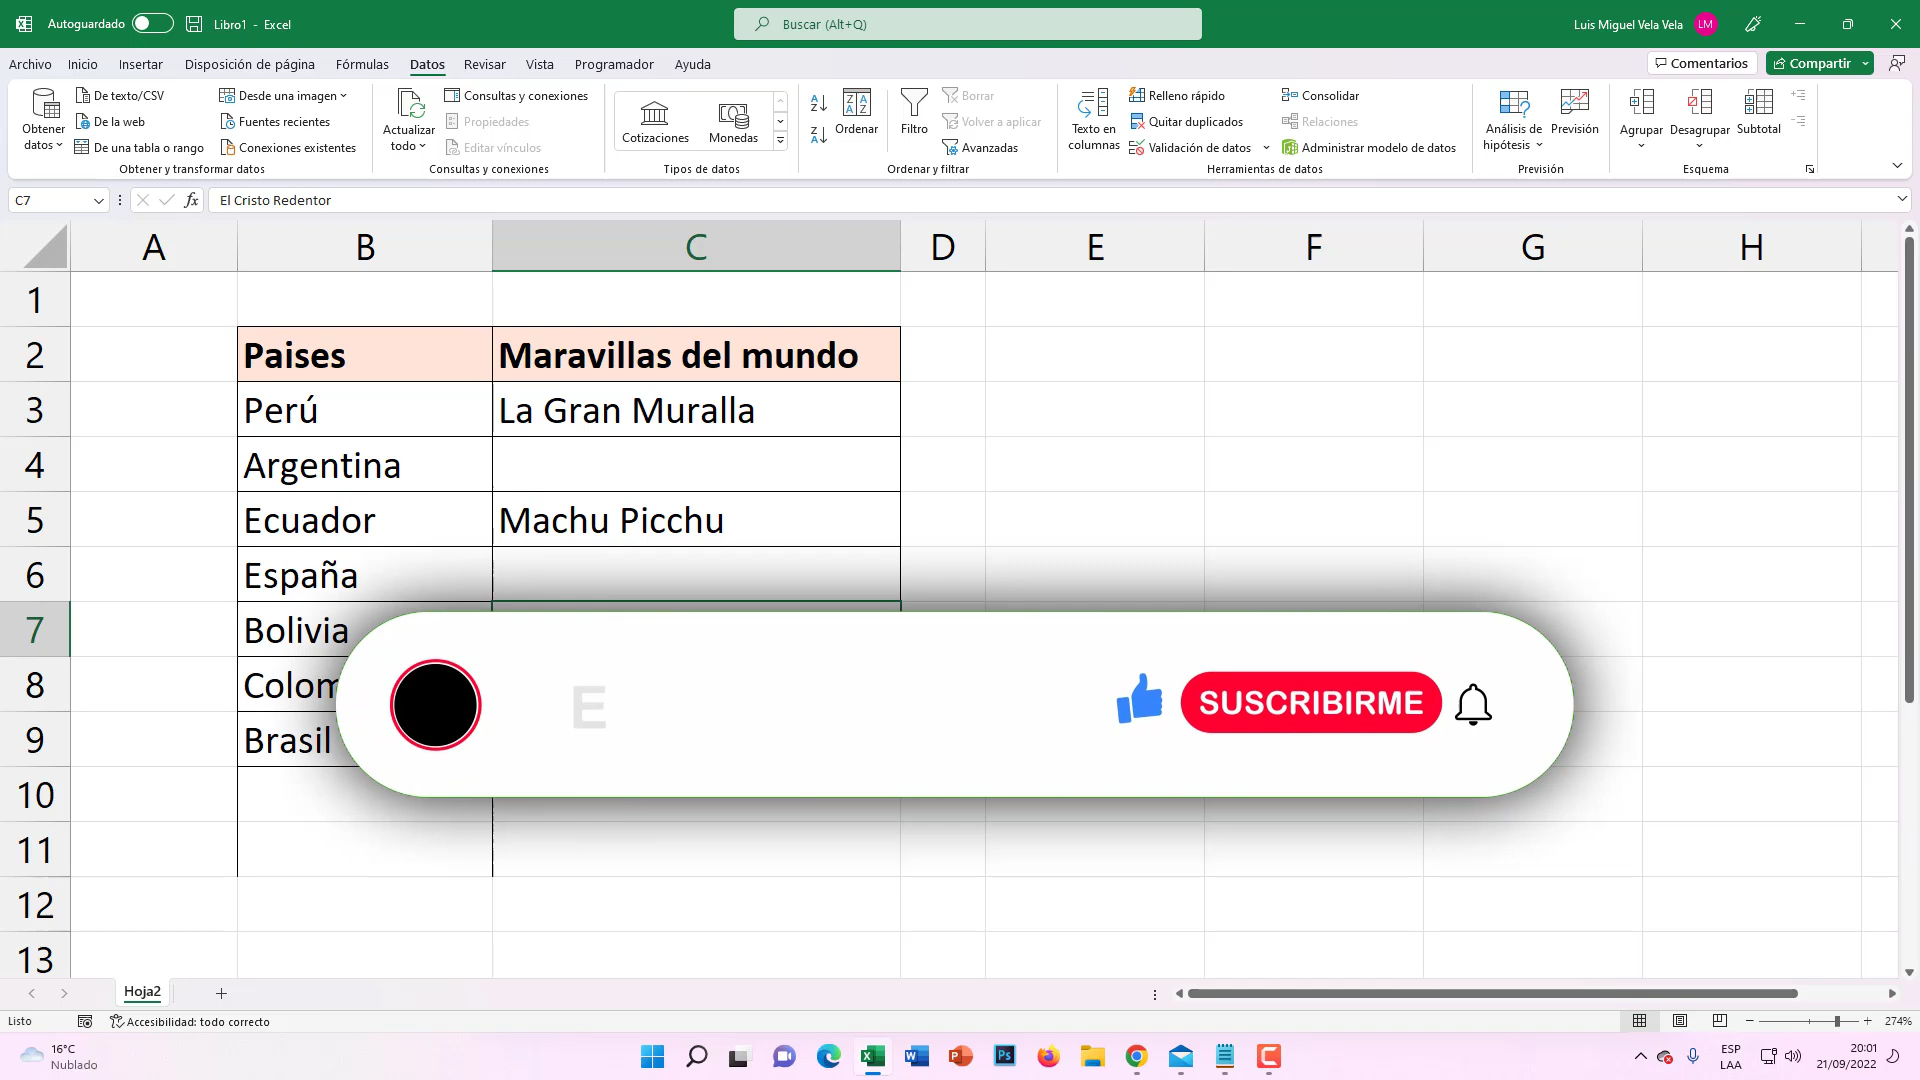 Autoguardado Libro1 - Excel Buscar (Alt+Q) Luis Miguel Vela Vela LM
Archivo Inicio Insertar Disposición de página Fórmulas Datos Revisar Vista Programador Ayuda Comentarios Compartir
Obtener datos
De texto/CSV
De la web
De una tabla o rango
Desde una imagen
Fuentes recientes
Conexiones existentes
Obtener y transformar datos
Actualizar todo
Consultas y conexiones
Propiedades
Editar vínculos
Consultas y conexiones
Cotizaciones Monedas
Tipos de datos
Ordenar
Filtro
Borrar
Volver a aplicar
Avanzadas
Ordenar y filtrar
Texto en columnas
Relleno rápido
Quitar duplicados
Validación de datos
Consolidar
Relaciones
Administrar modelo de datos
Herramientas de datos
Análisis de hipótesis
Previsión
Previsión
Agrupar Desagrupar Subtotal
Esquema
C7 fx El Cristo Redentor
A B C D E F G H
1
2 Paises Maravillas del mundo
3 Perú La Gran Muralla
4 Argentina
5 Ecuador Machu Picchu
6 España
7 Bolivia
8 Colom
9 Brasil
10
11
12
13
E SUSCRIBIRME
Hoja2
Listo Accesibilidad: todo correcto 274%
16°C
Nublado
ESP
LAA
20:01
21/09/2022